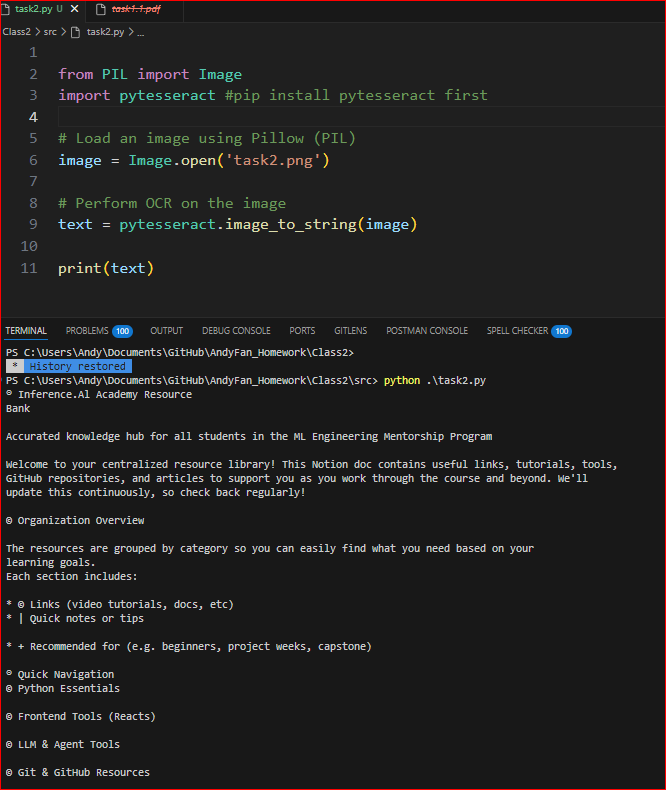 task2.py U X task1.1.pdf
Class2 > src > task2.py > ...
1
2 from PIL import Image
3 import pytesseract #pip install pytesseract first
4
5 # Load an image using Pillow (PIL)
6 image = Image.open('task2.png')
7
8 # Perform OCR on the image
9 text = pytesseract.image_to_string(image)
10
11 print(text)
TERMINAL PROBLEMS 100 OUTPUT DEBUG CONSOLE PORTS GITLENS POSTMAN CONSOLE SPELL CHECKER 100
PS C:\Users\Andy\Documents\GitHub\AndyFan_Homework\Class2>
* History restored
PS C:\Users\Andy\Documents\GitHub\AndyFan_Homework\Class2\src> python .\task2.py
° Inference.Al Academy Resource
Bank
Accurated knowledge hub for all students in the ML Engineering Mentorship Program
Welcome to your centralized resource library! This Notion doc contains useful links, tutorials, tools,
GitHub repositories, and articles to support you as you work through the course and beyond. We'll
update this continuously, so check back regularly!
© Organization Overview
The resources are grouped by category so you can easily find what you need based on your
learning goals.
Each section includes:
* © Links (video tutorials, docs, etc)
* | Quick notes or tips
* + Recommended for (e.g. beginners, project weeks, capstone)
° Quick Navigation
© Python Essentials
© Frontend Tools (Reacts)
© LLM & Agent Tools
© Git & GitHub Resources